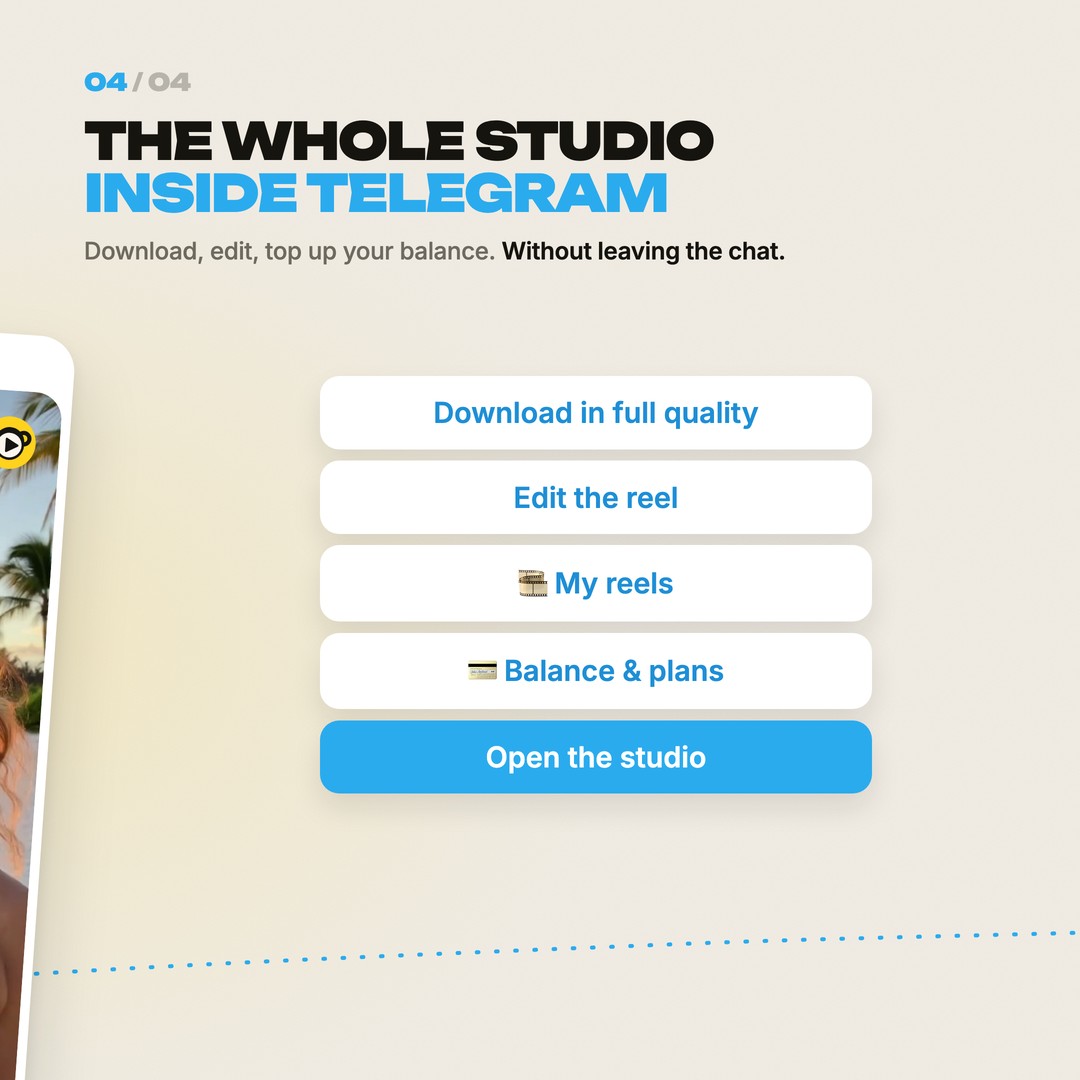 04 / 04
THE WHOLE STUDIO
INSIDE TELEGRAM
Download, edit, top up your balance. Without leaving the chat.
Download in full quality
Edit the reel
My reels
Balance & plans
Open the studio